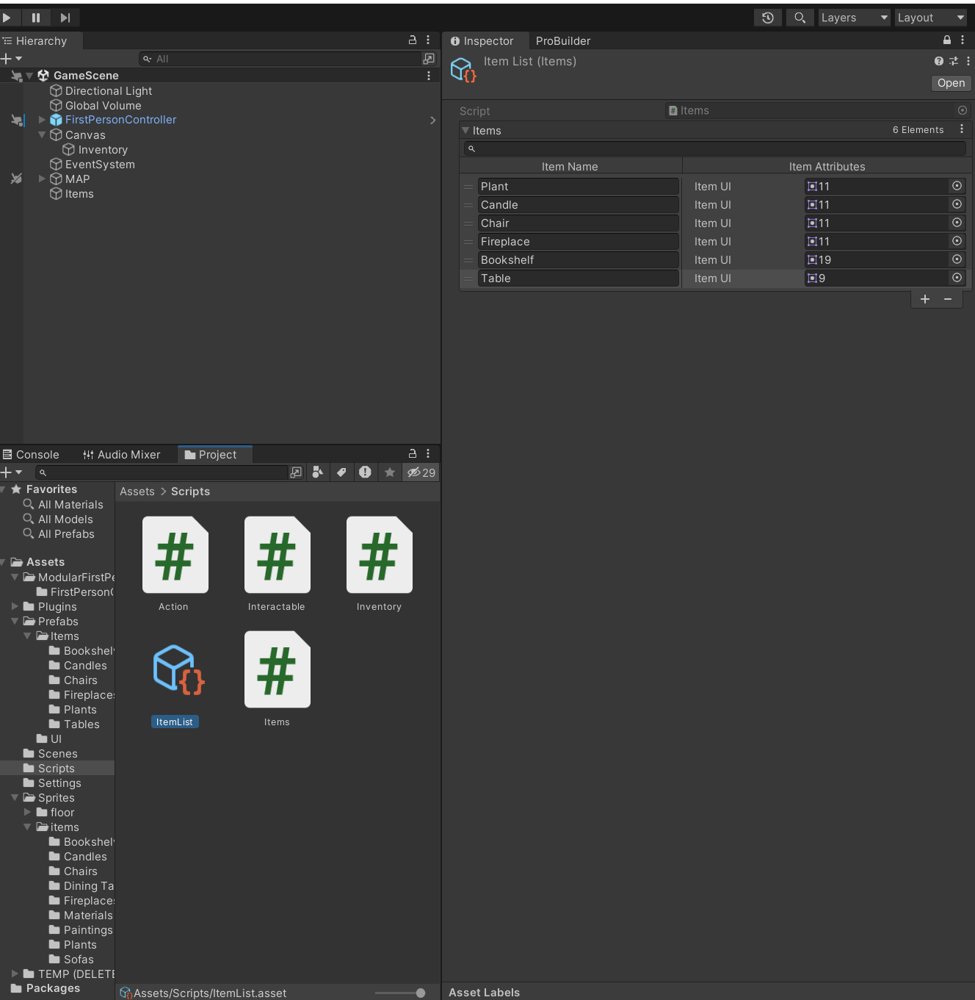 Layers
Layout
Hierarchy
All
GameScene
Directional Light
Global Volume
FirstPersonController
Canvas
Inventory
EventSystem
MAP
Items
Inspector
ProBuilder
Item List (Items)
Open
Script
# Items
Items
6 Elements
Item Name
Item Attributes
Plant
Item UI
11
Candle
Item UI
11
Chair
Item UI
11
Fireplace
Item UI
11
Bookshelf
Item UI
19
Table
Item UI
9
Console
Audio Mixer
Project
29
Favorites
All Materials
All Models
All Prefabs
Assets
ModularFirstPe
FirstPersonC
Plugins
Prefabs
Items
Bookshelv
Candles
Chairs
Fireplaces
Plants
Tables
UI
Scenes
Scripts
Settings
Sprites
floor
items
Bookshelv
Candles
Chairs
Dining Ta
Fireplaces
Materials
Paintings
Plants
Sofas
TEMP (DELETE
Packages
Assets > Scripts
#
#
#
Action
Interactable
Inventory
{}
#
ItemList
Items
Assets/Scripts/ItemList.asset
Asset Labels